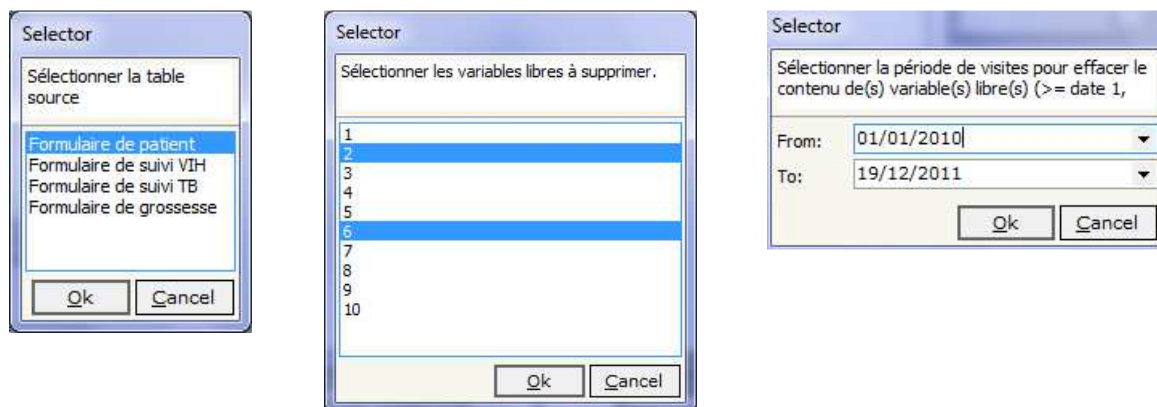 Selector
Sélectionner la table
source
Formulaire de patient
Formulaire de suivi VIH
Formulaire de suivi TB
Formulaire de grossesse
Ok
Cancel
Selector
Sélectionner les variables libres à supprimer.
1
2
3
4
5
6
7
8
9
10
Ok
Cancel
Selector
Sélectionner la période de visites pour effacer le
contenu de(s) variable(s) libre(s) (>= date 1,
From: 01/01/2010
To: 19/12/2011
Ok
Cancel